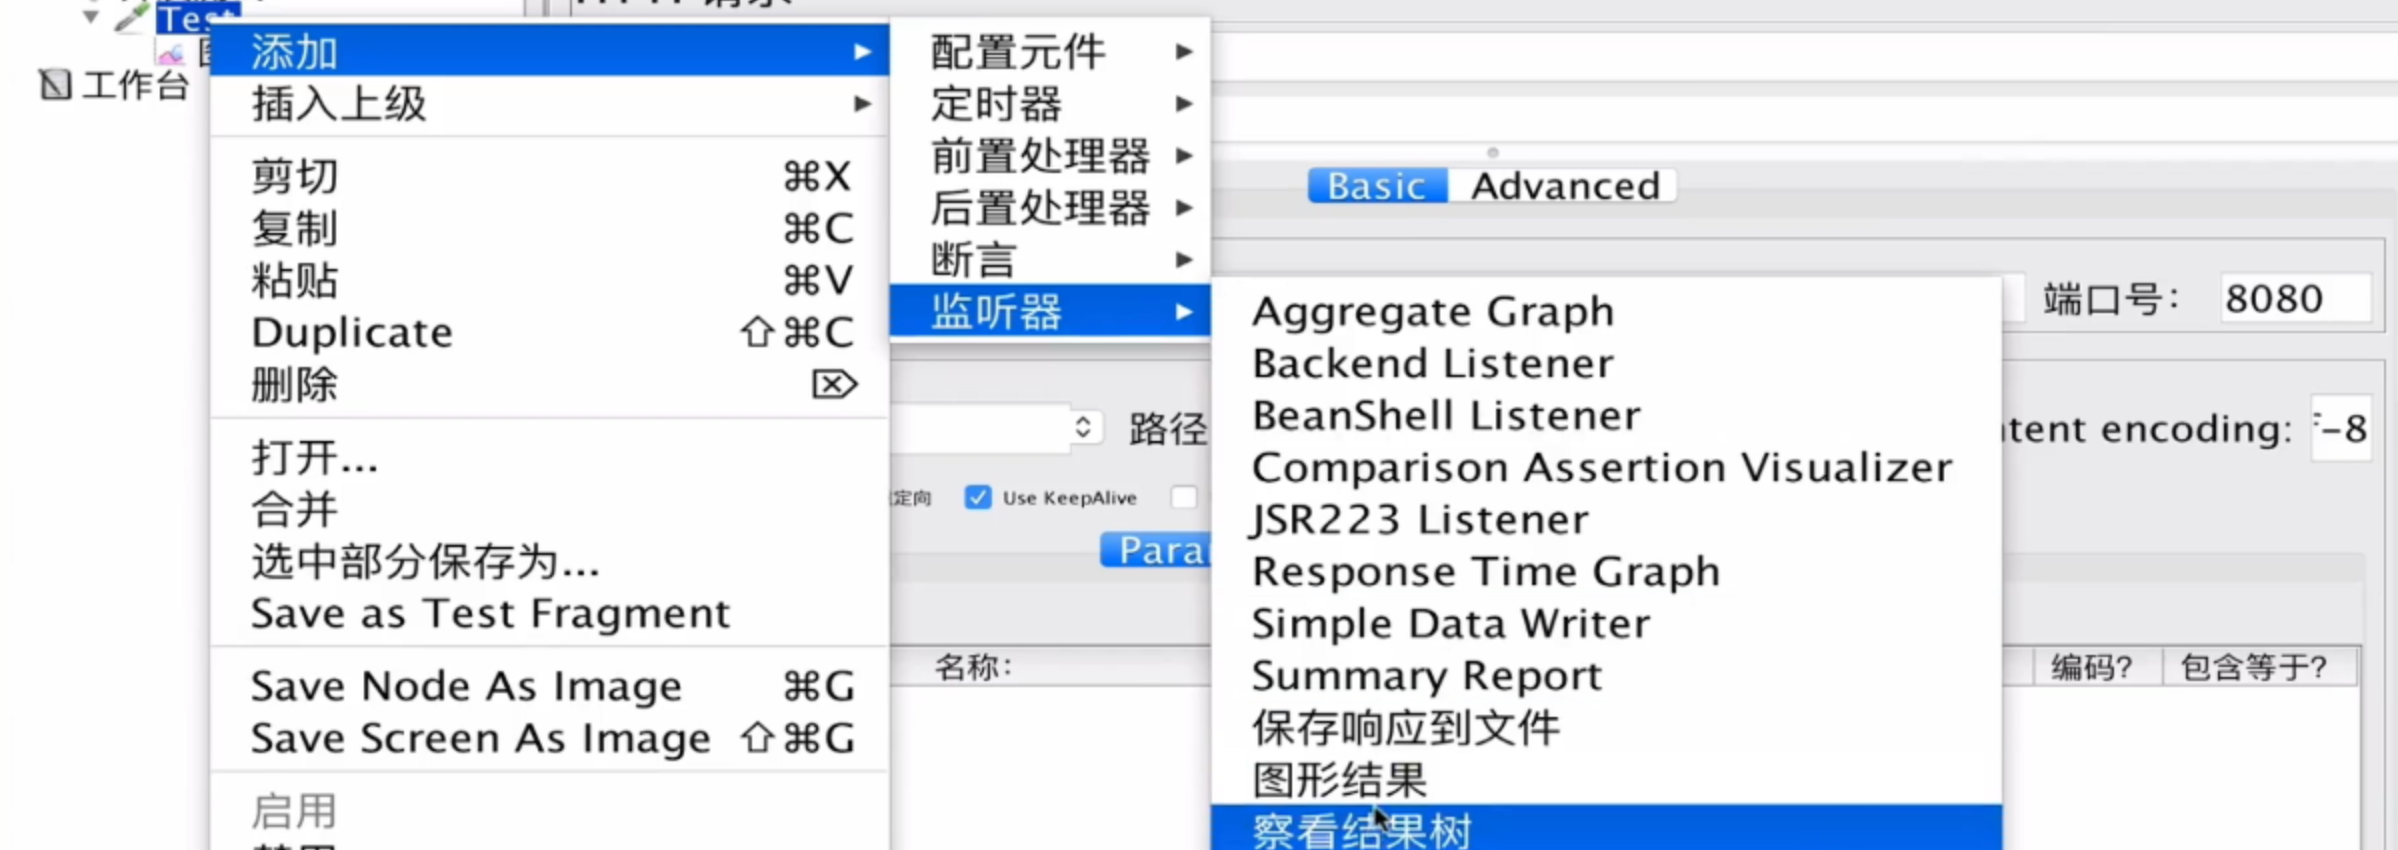 Test
工作台
添加
插入上级
剪切 ⌘X
复制 ⌘C
粘贴 ⌘V
Duplicate ⇧⌘C
删除 ⌦
打开...
合并
选中部分保存为...
Save as Test Fragment
Save Node As Image ⌘G
Save Screen As Image ⇧⌘G
启用
配置元件
定时器
前置处理器
后置处理器
断言
监听器
Aggregate Graph
Backend Listener
BeanShell Listener
Comparison Assertion Visualizer
JSR223 Listener
Response Time Graph
Simple Data Writer
Summary Report
保存响应到文件
图形结果
察看结果树
Basic Advanced
端口号: 8080
路径
tent encoding: -8
定向 Use KeepAlive
Para
名称: 编码? 包含等于?